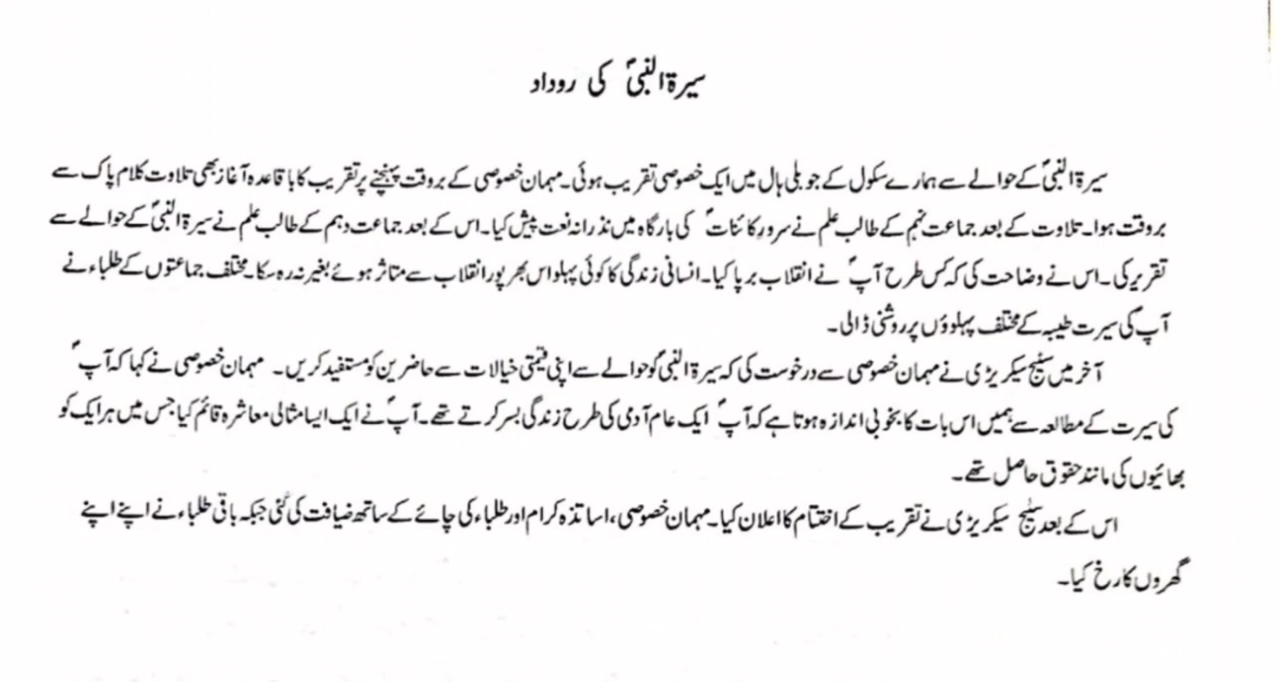 سیرۃ النبیؐ کی روداد
سیرۃ النبیؐ کے حوالے سے ہمارے سکول کے جوبلی ہال میں ایک خصوصی تقریب ہوئی۔ مہمان خصوصی کے بروقت پہنچنے پر تقریب کا باقاعدہ آغاز بھی تلاوت کلام پاک سے
بروقت ہوا۔ تلاوت کے بعد جماعت نہم کے طالب علم نے سرور کائناتؐ کی بارگاہ میں نذرانہ نعت پیش کیا۔ اس کے بعد جماعت دہم کے طالب علم نے سیرۃ النبیؐ کے حوالے سے
تقریر کی۔ اس نے وضاحت کی کہ کس طرح آپؐ نے انقلاب برپا کیا۔ انسانی زندگی کا کوئی پہلو اس بھرپور انقلاب سے متاثر ہوئے بغیر نہ رہ سکا۔ مختلف جماعتوں کے طلباء نے
آپؐ کی سیرت طیبہ کے مختلف پہلوؤں پر روشنی ڈالی۔
آخر میں سٹیج سیکریڑی نے مہمان خصوصی سے درخوست کی کہ سیرۃ النبیؐ کو حوالے سے اپنی قیمتی خیالات سے حاضرین کو مستفید کریں۔ مہمان خصوصی نے کہا کہ آپؐ
کی سیرت کے مطالعہ سے ہمیں اس بات کا بخوبی اندازہ ہوتا ہے کہ آپؐ ایک عام آدمی کی طرح زندگی بسر کرتے تھے۔ آپؐ نے ایک ایسا مثالی معاشرہ قائم کیا جس میں ہر ایک کو
بھائیوں کی مانند حقوق حاصل تھے۔
اس کے بعد سٹیج سیکریڑی نے تقریب کے اختتام کا اعلان کیا۔ مہمان خصوصی، اساتذہ کرام اور طلباء کی چائے کے ساتھ ضیافت کی گئی جبکہ باقی طلباء نے اپنے اپنے
گھروں کا رخ کیا۔